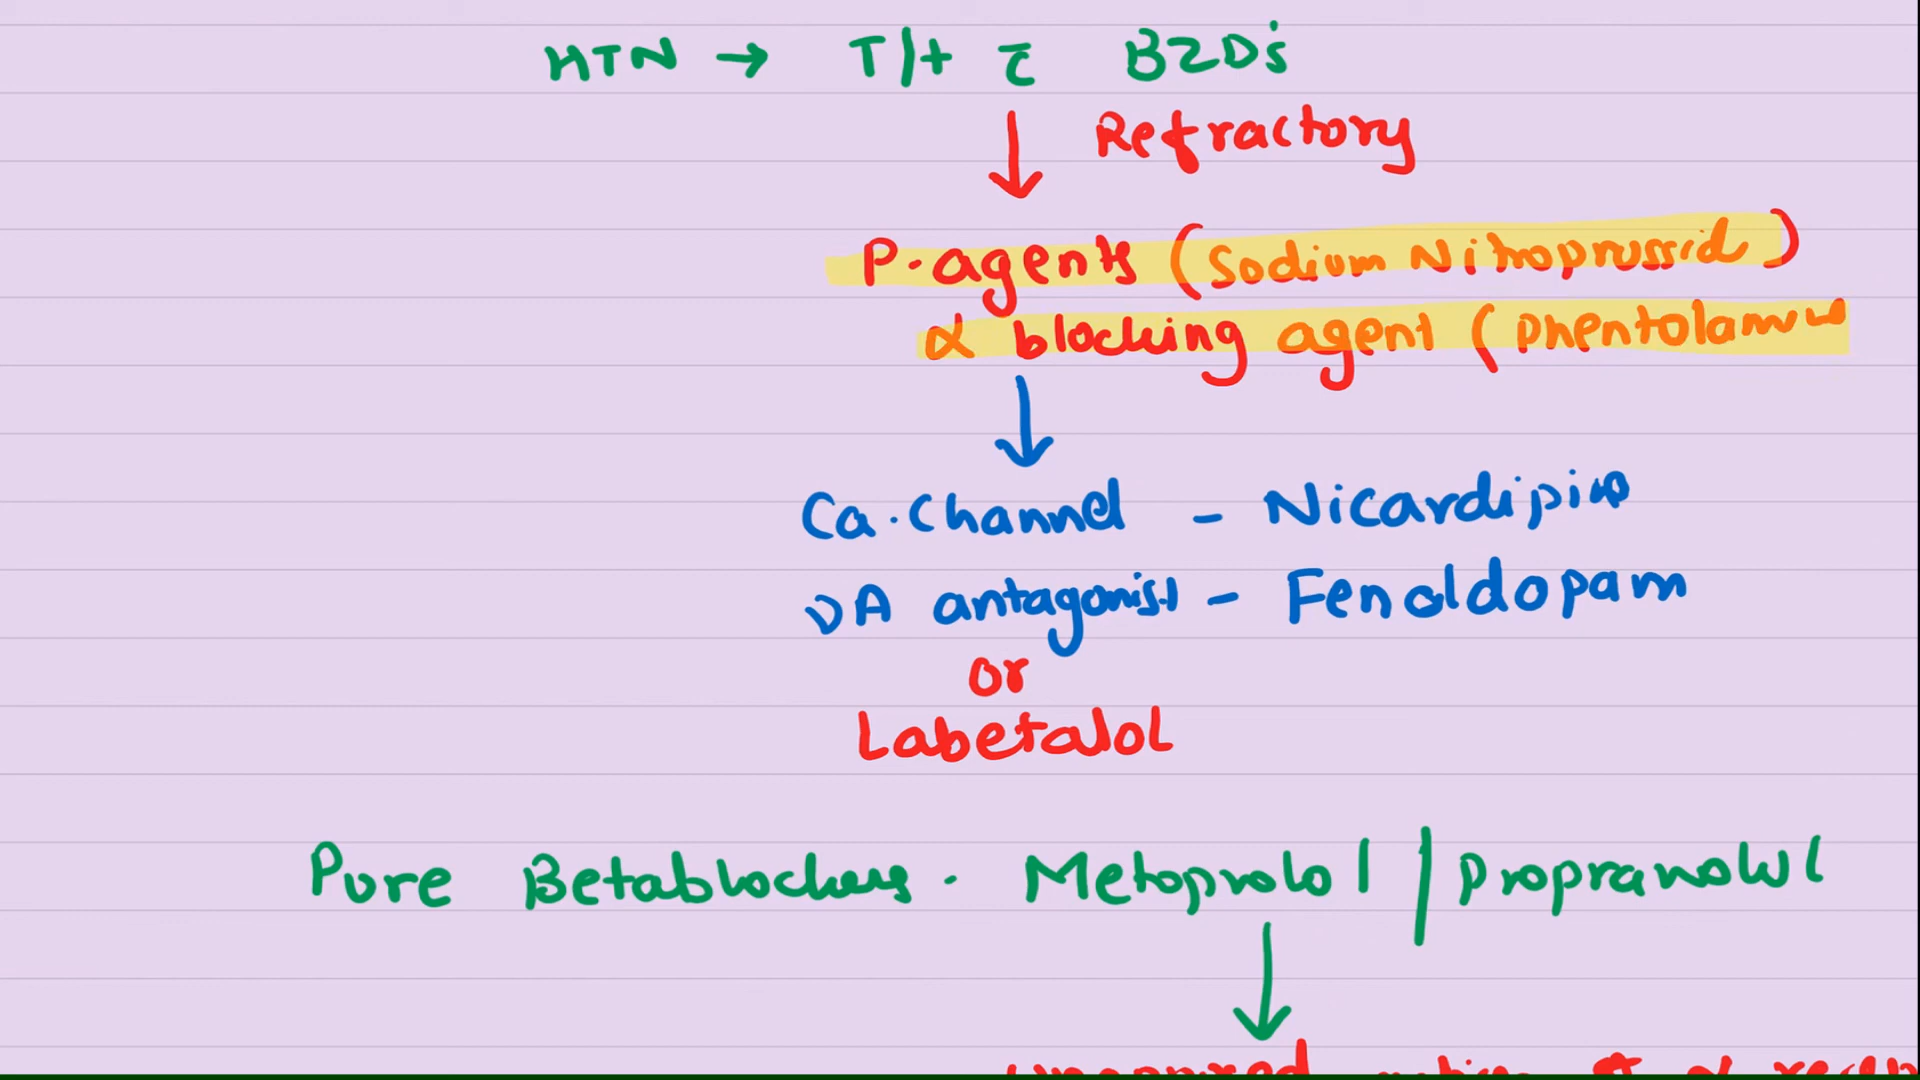 HTN → T/t c̄ BZD's
↓ Refractory
P-agents (Sodium Nitroprussid)
α blocking agent (phentolamine
↓
Ca. Channel - Nicardipine
DA antagonist - Fenoldopam
or
Labetalol
Pure Betablockers. Metoprolol | Propranolol
↓